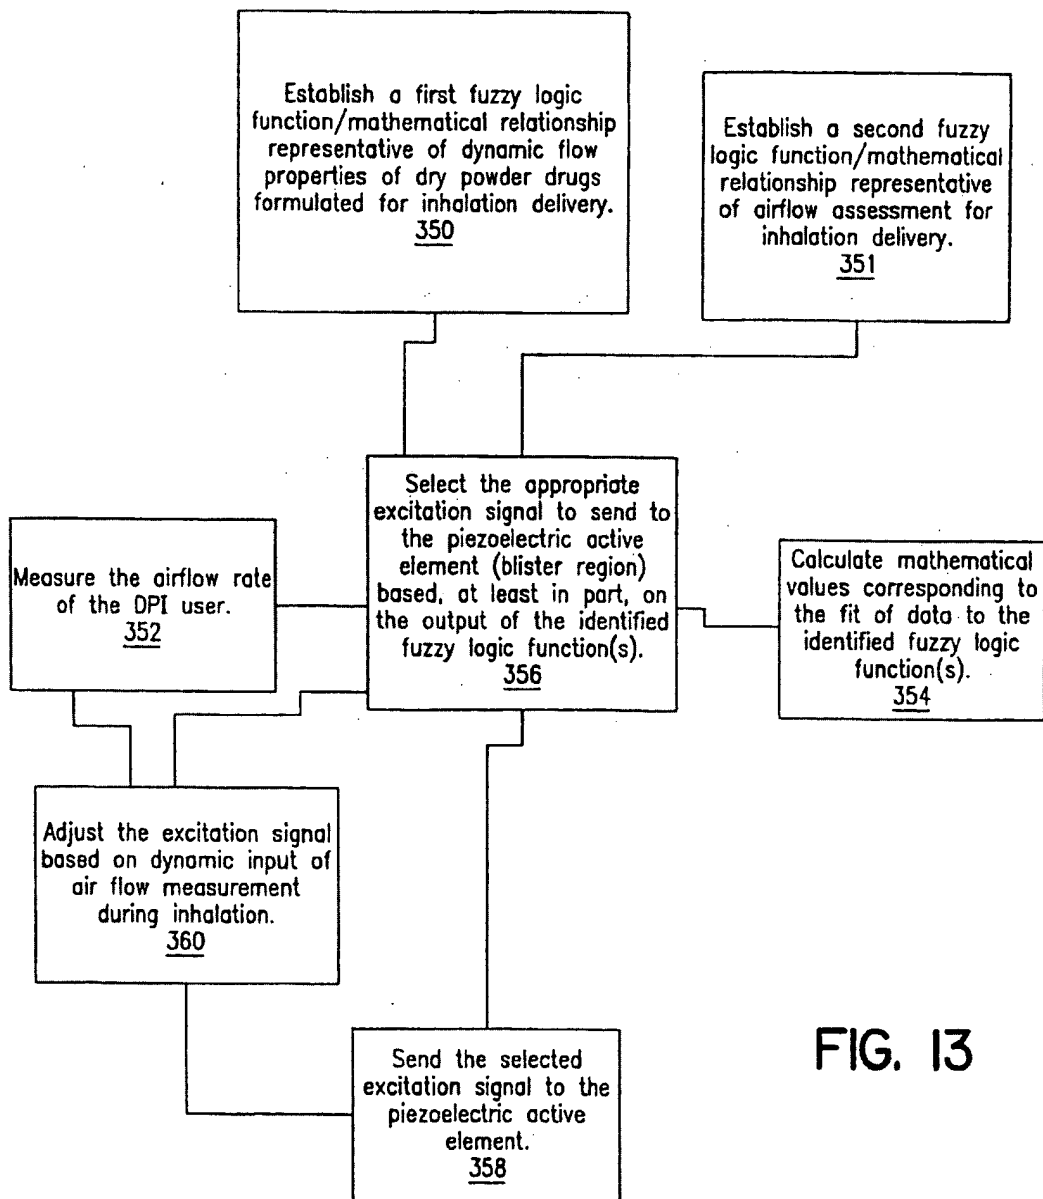 Establish a first fuzzy logic
function/mathematical relationship
representative of dynamic flow
properties of dry powder drugs
formulated for inhalation delivery.
350
Establish a second fuzzy
logic function/mathematical
relationship representative
of airflow assessment for
inhalation delivery.
351
Select the appropriate
excitation signal to send to
the piezoelectric active
element (blister region)
based, at least in part, on
the output of the identified
fuzzy logic function(s).
356
Measure the airflow rate
of the DPI user.
352
Calculate mathematical
values corresponding to
the fit of data to the
identified fuzzy logic
function(s).
354
Adjust the excitation signal
based on dynamic input of
air flow measurement
during inhalation.
360
Send the selected
excitation signal to the
piezoelectric active
element.
358
FIG. 13